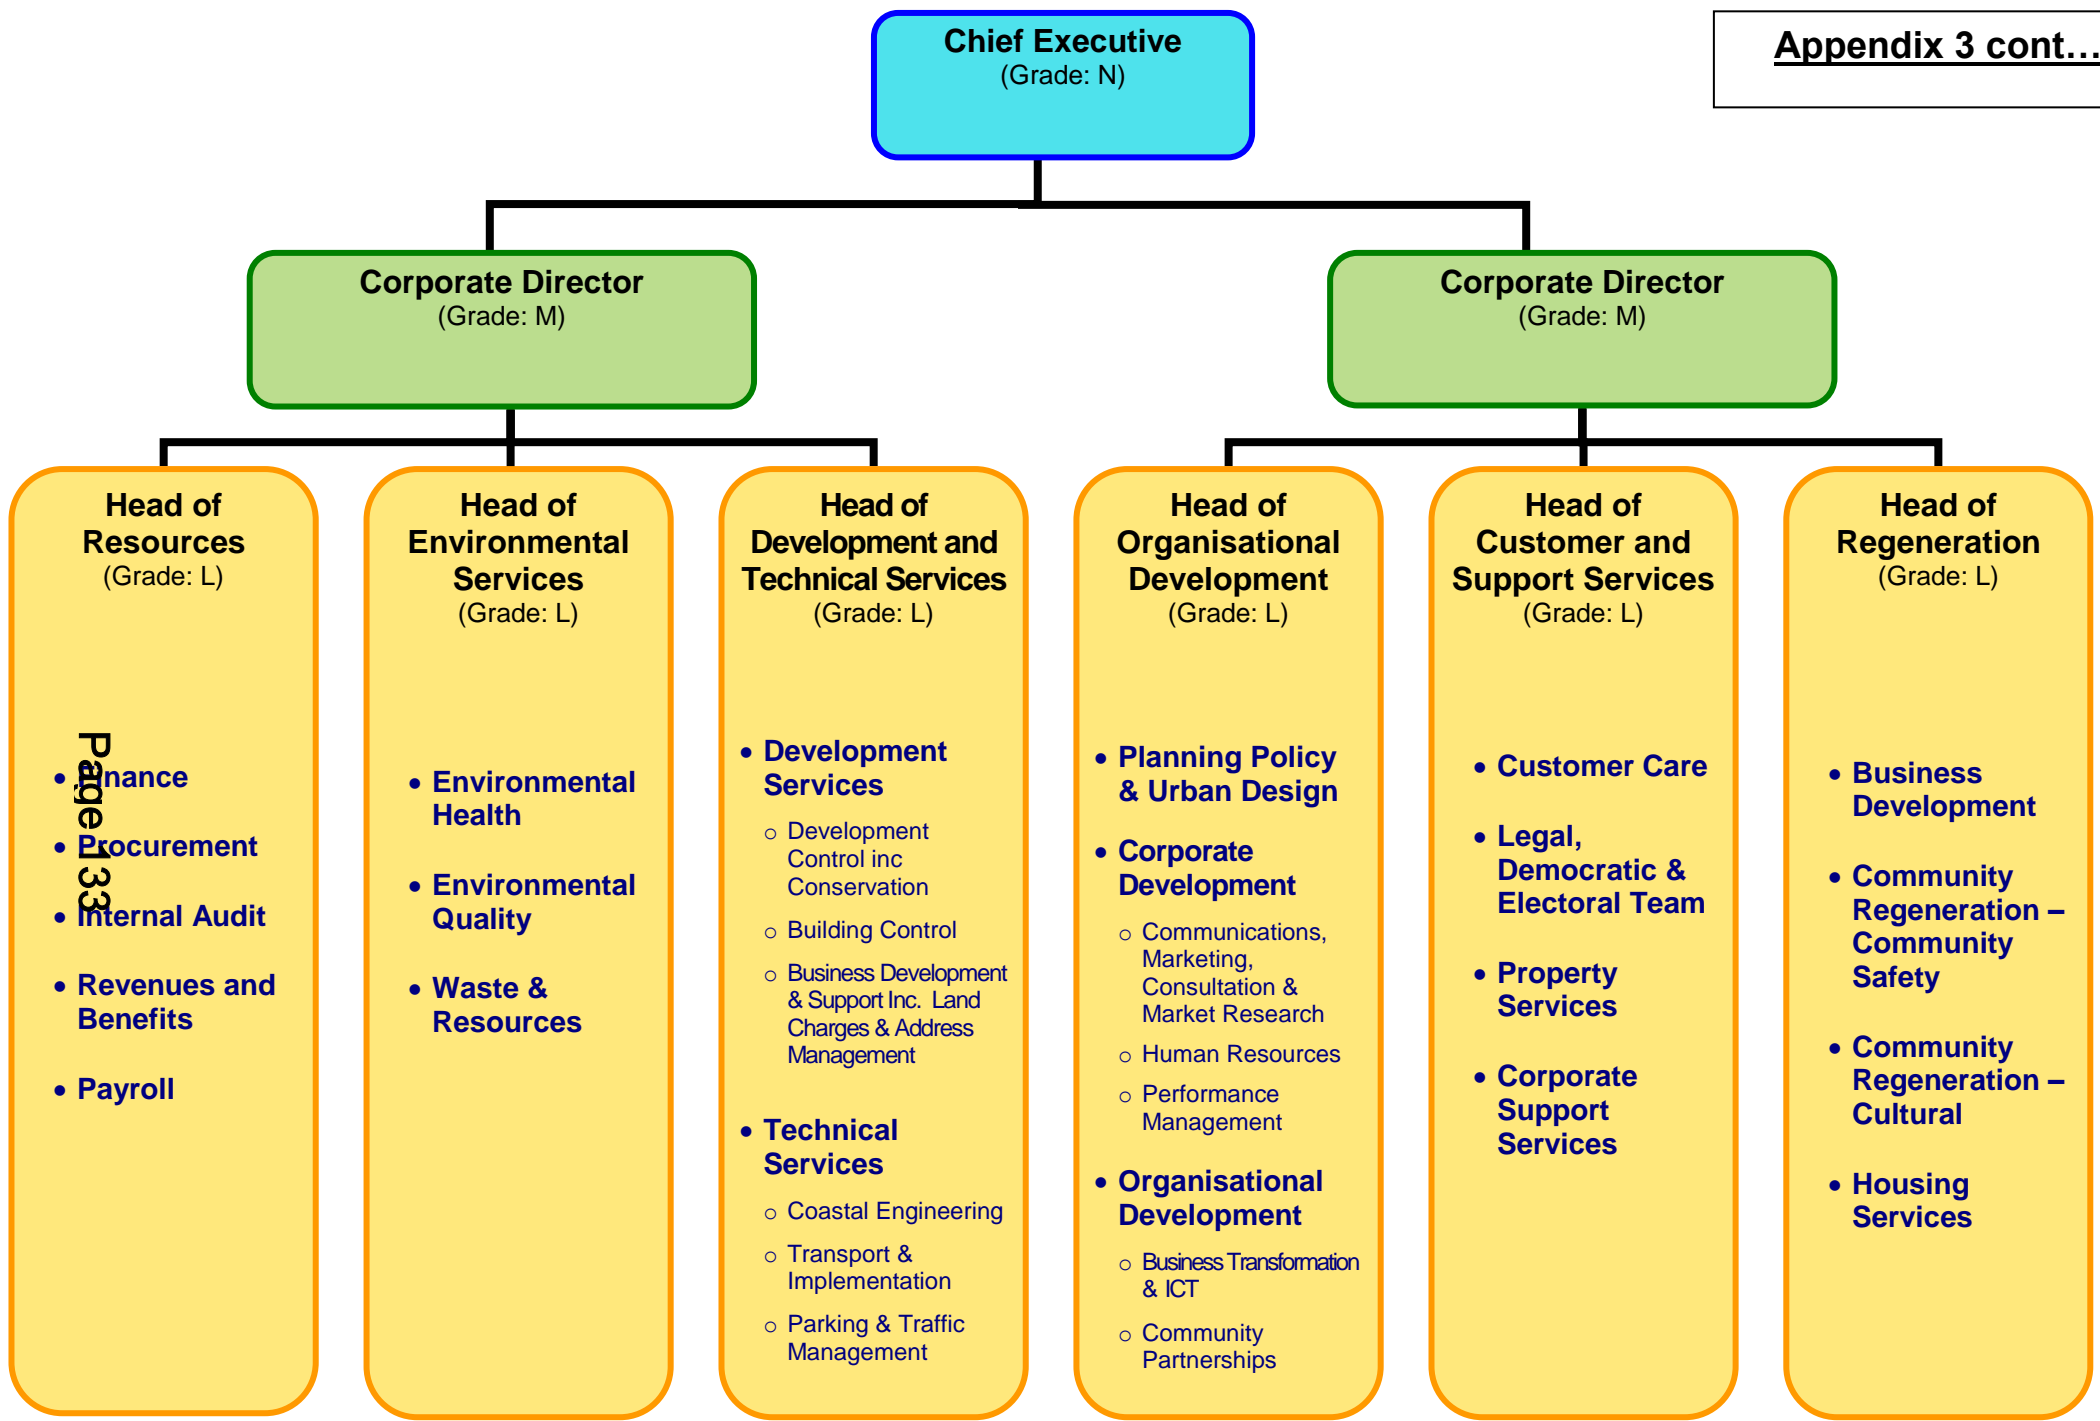 Appendix 3 cont…
Chief Executive
(Grade: N)
Corporate Director
(Grade: M)
Corporate Director
(Grade: M)
Head of
Resources
(Grade: L)
• Finance
• Procurement
• Internal Audit
• Revenues and
Benefits
• Payroll
Page 133
Head of
Environmental
Services
(Grade: L)
• Environmental
Health
• Environmental
Quality
• Waste &
Resources
Head of
Development and
Technical Services
(Grade: L)
• Development
Services
o Development
Control inc
Conservation
o Building Control
o Business Development
& Support Inc. Land
Charges & Address
Management
• Technical
Services
o Coastal Engineering
o Transport &
Implementation
o Parking & Traffic
Management
Head of
Organisational
Development
(Grade: L)
• Planning Policy
& Urban Design
• Corporate
Development
o Communications,
Marketing,
Consultation &
Market Research
o Human Resources
o Performance
Management
• Organisational
Development
o Business Transformation
& ICT
o Community
Partnerships
Head of
Customer and
Support Services
(Grade: L)
• Customer Care
• Legal,
Democratic &
Electoral Team
• Property
Services
• Corporate
Support
Services
Head of
Regeneration
(Grade: L)
• Business
Development
• Community
Regeneration –
Community
Safety
• Community
Regeneration –
Cultural
• Housing
Services